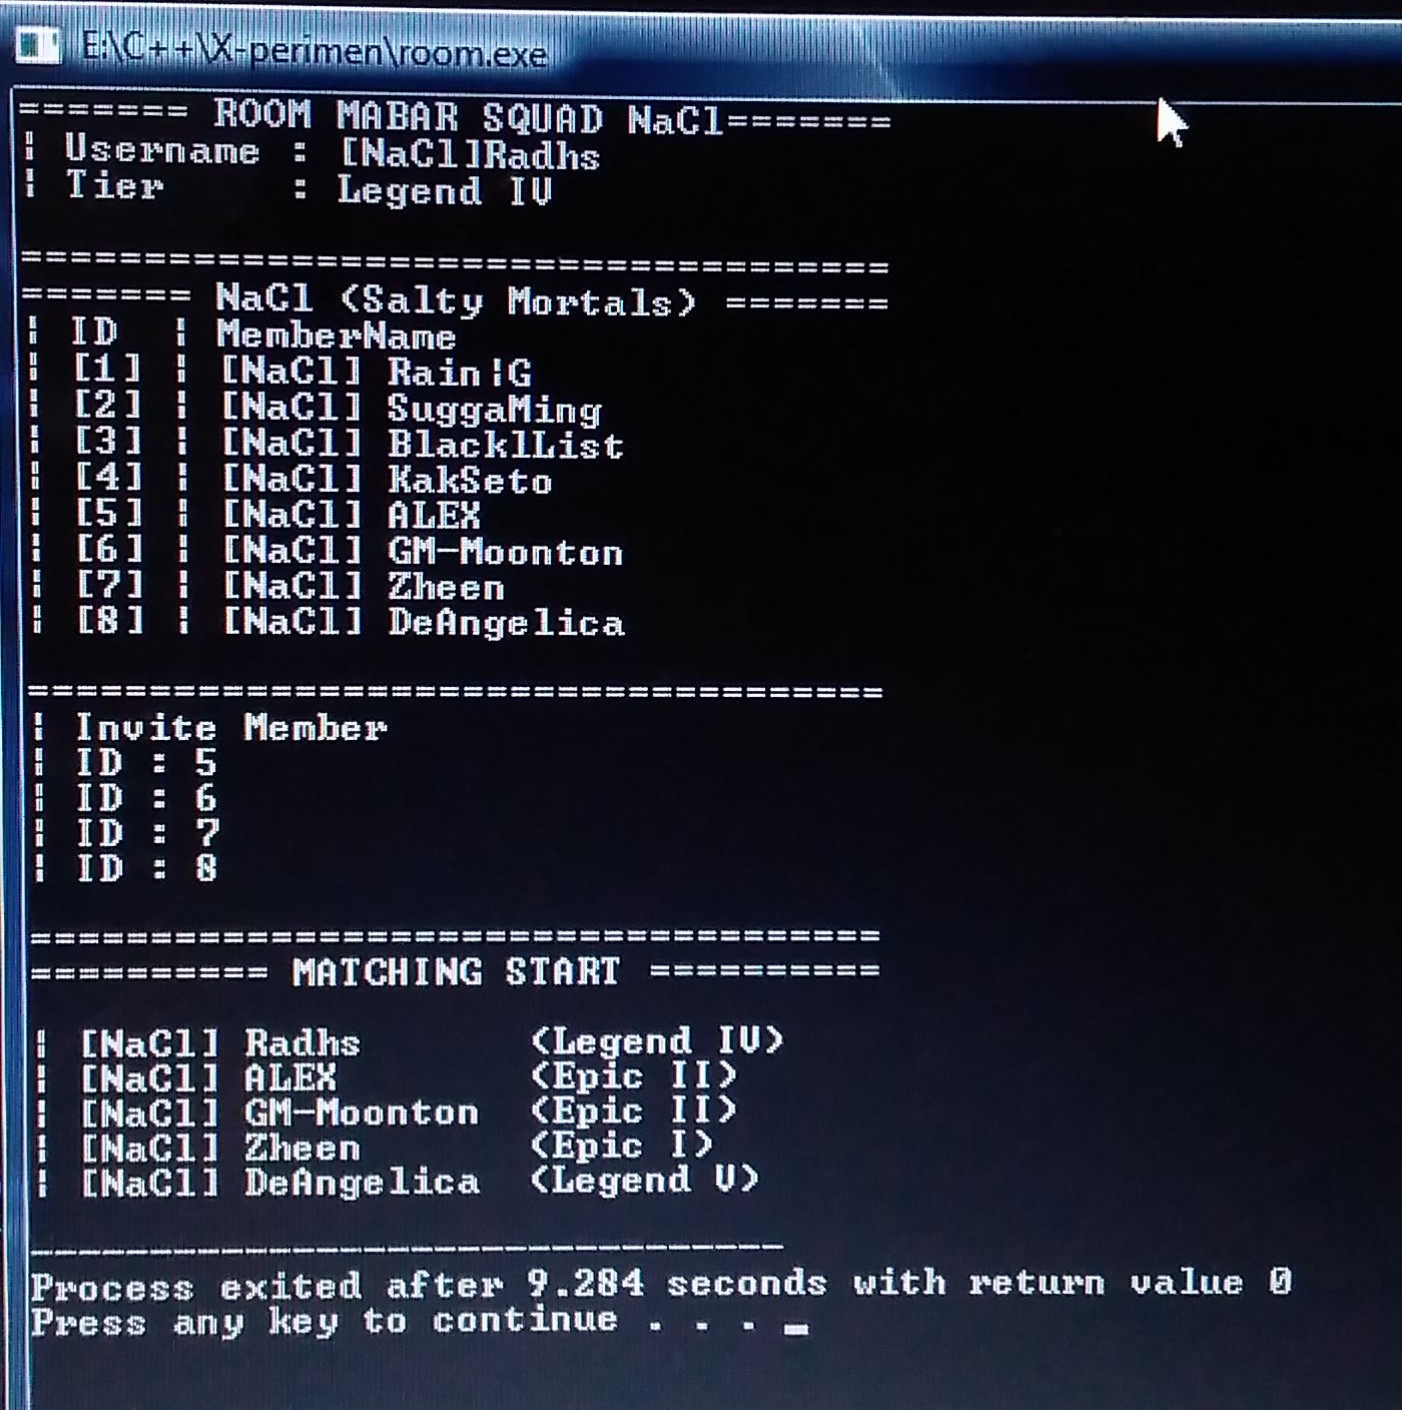 E:\C++\X-perimen\room.exe
======= ROOM MABAR SQUAD NaCl=======
| Username : [NaCl]Radhs
| Tier     : Legend IV
=====================================
======= NaCl (Salty Mortals) =======
| ID  | MemberName
| [1] | [NaCl] Rain|G
| [2] | [NaCl] SuggaMing
| [3] | [NaCl] BlacklList
| [4] | [NaCl] KakSeto
| [5] | [NaCl] ALEX
| [6] | [NaCl] GM-Moonton
| [7] | [NaCl] Zheen
| [8] | [NaCl] DeAngelica
====================================
| Invite Member
| ID : 5
| ID : 6
| ID : 7
| ID : 8
====================================
========== MATCHING START ==========
| [NaCl] Radhs       (Legend IV)
| [NaCl] ALEX        (Epic II)
| [NaCl] GM-Moonton  (Epic II)
| [NaCl] Zheen       (Epic I)
| [NaCl] DeAngelica  (Legend V)
--------------------------------
Process exited after 9.284 seconds with return value 0
Press any key to continue . . .